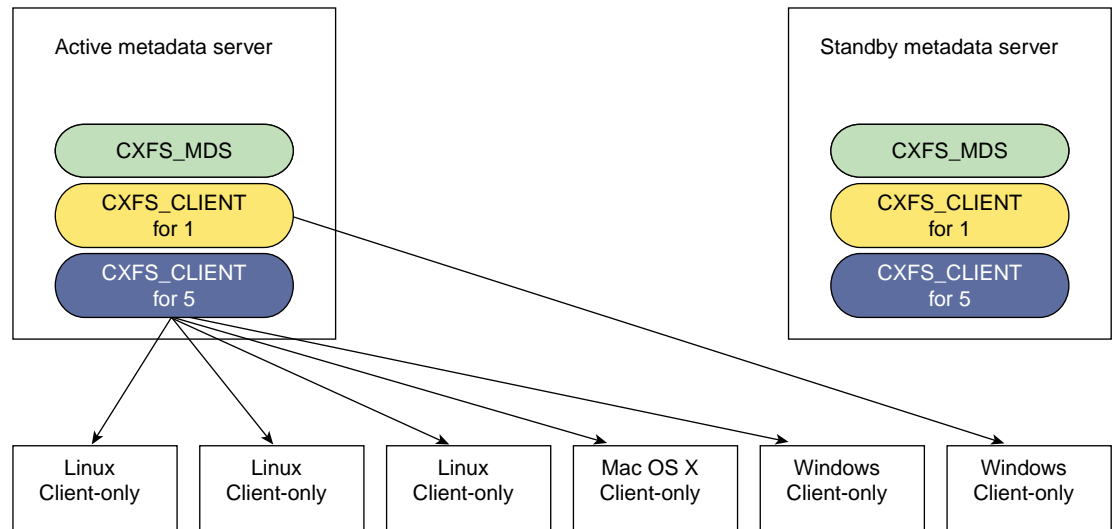 Active metadata server
Standby metadata server
CXFS_MDS
CXFS_CLIENT
for 1
CXFS_CLIENT
for 5
CXFS_MDS
CXFS_CLIENT
for 1
CXFS_CLIENT
for 5
Linux
Client-only
Linux
Client-only
Linux
Client-only
Mac OS X
Client-only
Windows
Client-only
Windows
Client-only